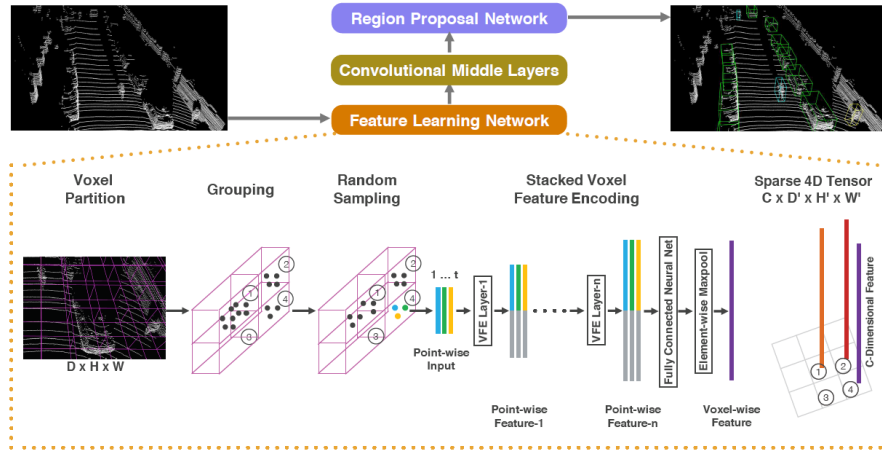 Region Proposal Network
Convolutional Middle Layers
Feature Learning Network
Voxel
Partition
Grouping
Random
Sampling
Stacked Voxel
Feature Encoding
Sparse 4D Tensor
C x D' x H' x W'
D x H x W
1
2
3
4
1
2
3
4
1 ... t
Point-wise
Input
VFE Layer-1
Point-wise
Feature-1
VFE Layer-n
Point-wise
Feature-n
Fully Connected Neural Net
Element-wise Maxpool
Voxel-wise
Feature
1
2
3
4
C-Dimensional Feature